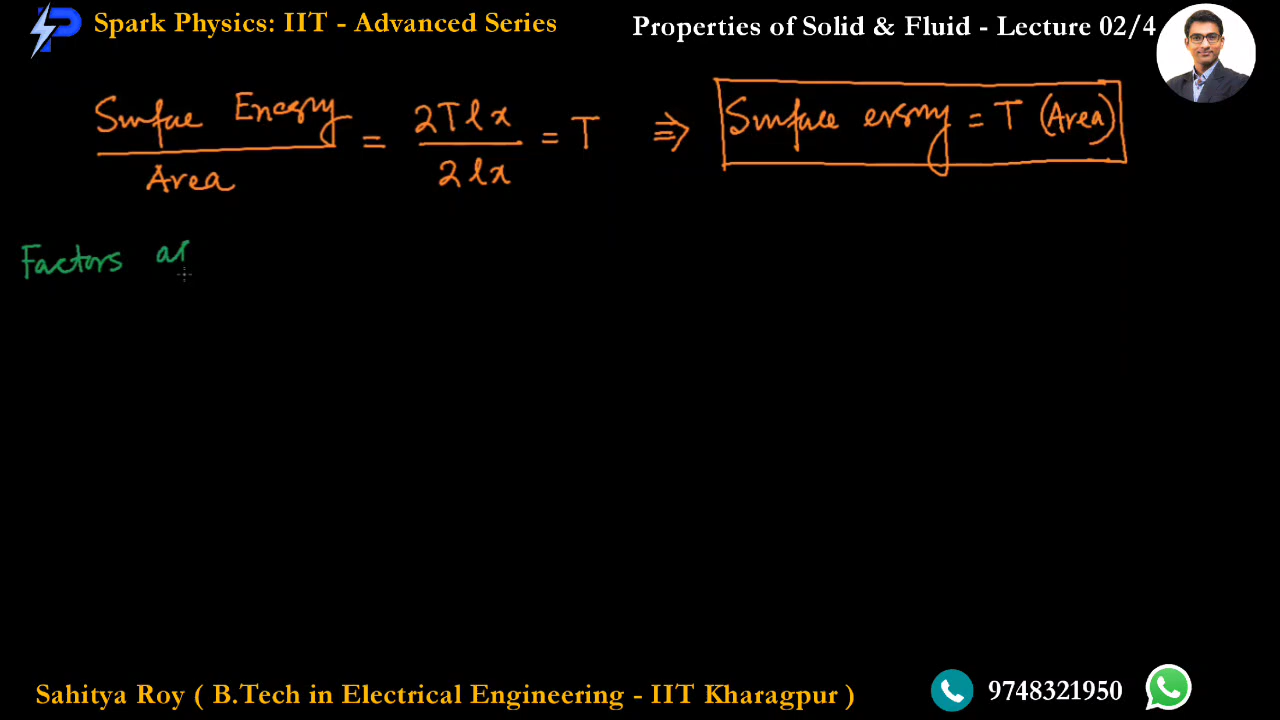 Spark Physics: IIT - Advanced Series
Properties of Solid & Fluid - Lecture 02/4
Surface Energy / Area = 2Tlx / 2lx = T ⇒ Surface energy = T (Area)
Factors af
Sahitya Roy ( B.Tech in Electrical Engineering - IIT Kharagpur )
9748321950